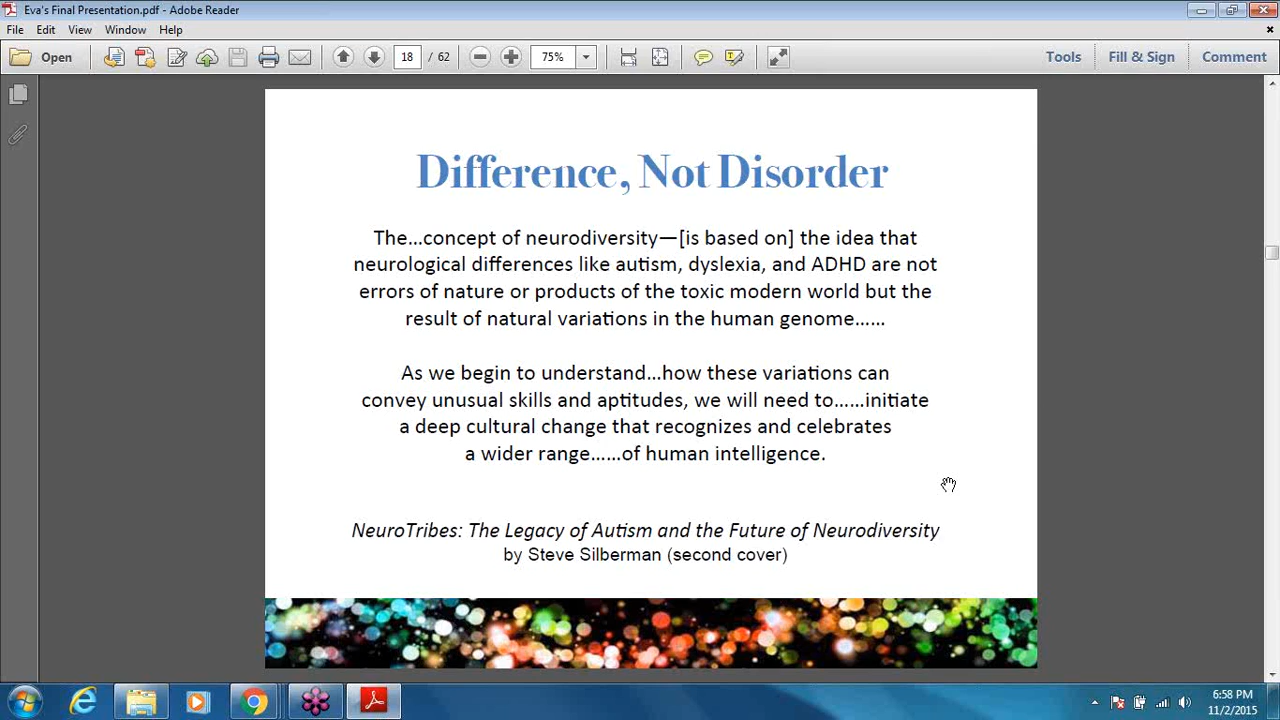 Eva's Final Presentation.pdf - Adobe Reader
File Edit View Window Help
Open 18 / 62 75% Tools Fill & Sign Comment
Difference, Not Disorder
The…concept of neurodiversity—[is based on] the idea that
neurological differences like autism, dyslexia, and ADHD are not
errors of nature or products of the toxic modern world but the
result of natural variations in the human genome……
As we begin to understand…how these variations can
convey unusual skills and aptitudes, we will need to……initiate
a deep cultural change that recognizes and celebrates
a wider range……of human intelligence.
NeuroTribes: The Legacy of Autism and the Future of Neurodiversity
by Steve Silberman (second cover)
6:58 PM
11/2/2015